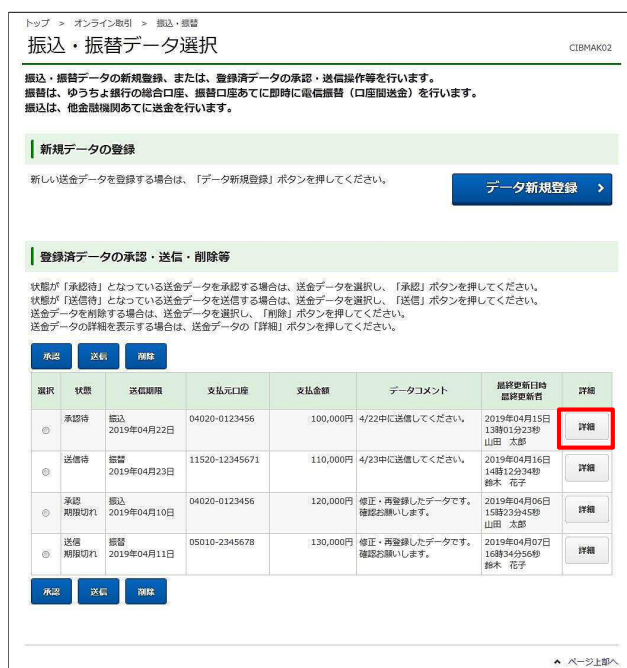 トップ > オンライン取引 > 振込・振替
振込・振替データ選択
CIBMAK02
振込・振替データの新規登録、または、登録済データの承認・送信操作等を行います。
振替は、ゆうちょ銀行の総合口座、振替口座あてに即時に電信振替（口座間送金）を行います。
振込は、他金融機関あてに送金を行います。
新規データの登録
新しい送金データを登録する場合は、「データ新規登録」ボタンを押してください。
データ新規登録
登録済データの承認・送信・削除等
状態が「承認待」となっている送金データを承認する場合は、送金データを選択し、「承認」ボタンを押してください。
状態が「送信待」となっている送金データを送信する場合は、送金データを選択し、「送信」ボタンを押してください。
送金データを削除する場合は、送金データを選択し、「削除」ボタンを押してください。
送金データの詳細を表示する場合は、送金データの「詳細」ボタンを押してください。
承認 送信 削除
選択 状態 送信期限 支払元口座 支払金額 データコメント 最終更新日時 詳細
最終更新者
承認待 振込 04020-0123456 100,000円 4/22中に送信してください。 2019年04月15日 詳細
2019年04月22日 13時01分23秒
山田 太郎
送信待 振替 11520-12345671 110,000円 4/23中に送信してください。 2019年04月16日 詳細
2019年04月23日 14時12分34秒
鈴木 花子
承認 振込 04020-0123456 120,000円 修正・再登録したデータです。 2019年04月06日 詳細
期限切れ 2019年04月10日 確認お願いします。 15時23分45秒
山田 太郎
送信 振替 05010-2345678 130,000円 修正・再登録したデータです。 2019年04月07日 詳細
期限切れ 2019年04月11日 確認お願いします。 16時34分56秒
鈴木 花子
承認 送信 削除
ページ上部へ